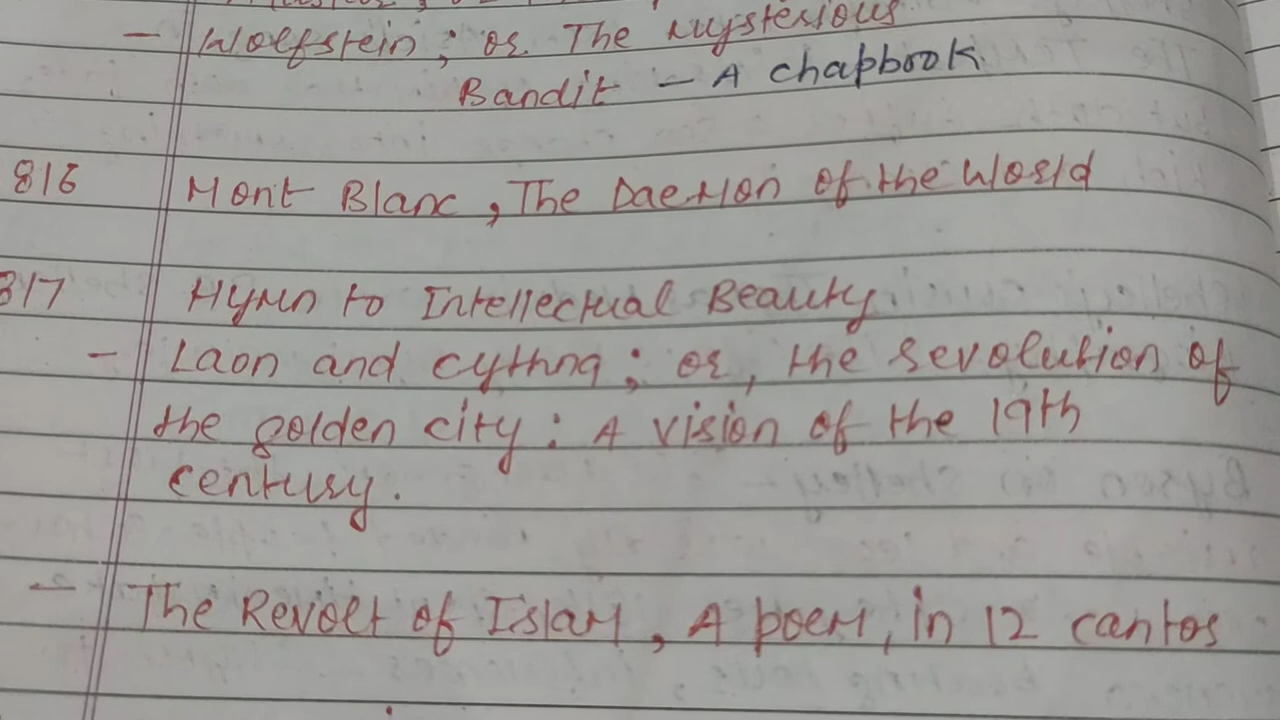 - Wolfstein; or The Mysterious
Bandit - A chapbook
816 Mont Blanc, The Daemon of the World
817 Hymn to Intellectual Beauty.
- Laon and cythna; or, the revolution of
the golden city: A vision of the 19th
century.
- The Revolt of Islam, A poem, in 12 cantos